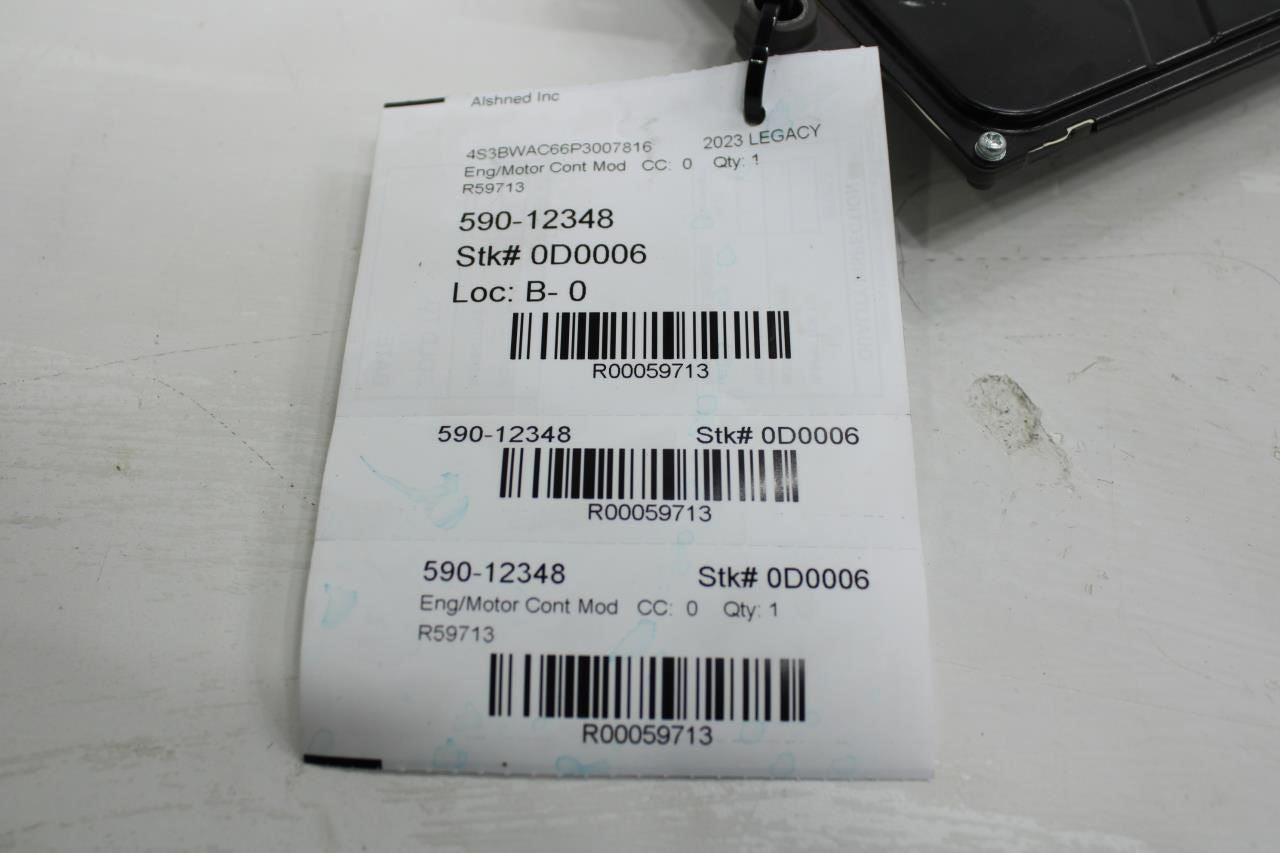 Alshned Inc
4S3BWAC66P3007816 2023 LEGACY
Eng/Motor Cont Mod CC: 0 Qty: 1
R59713
590-12348
Stk# 0D0006
Loc: B- 0
R00059713
590-12348 Stk# 0D0006
R00059713
590-12348 Stk# 0D0006
Eng/Motor Cont Mod CC: 0 Qty: 1
R59713
R00059713